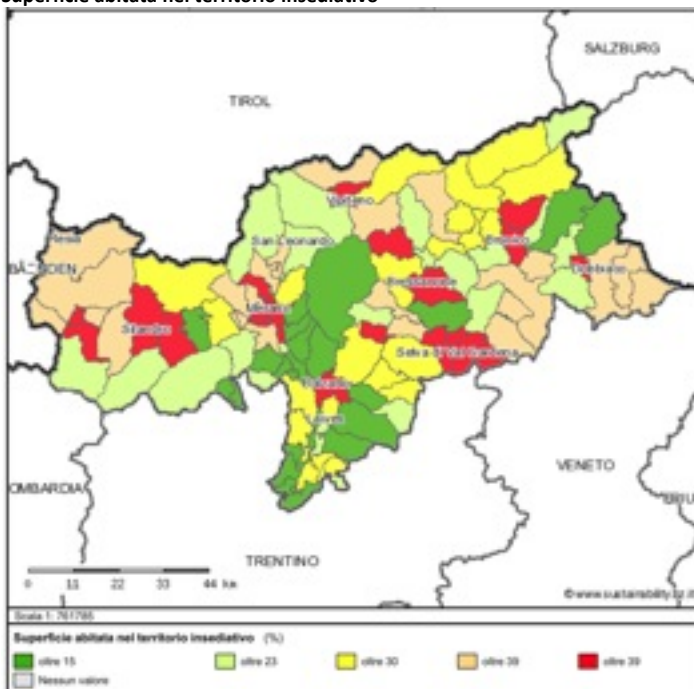 Superficie abitata nel territorio insediativo
SALZBURG
TIROL
Vipiteno
San Leonardo
Brunico
Resia
Dobbiaco
Bressanone
Merano
Silandro
Selva di Val Gardena
Bolzano
Laives
VENETO
OMBARDIA
TRENTINO
0 11 22 33 44 km
©www.sustainability.bz.it
Scala 1: 761785
Superficie abitata nel territorio insediativo (%)
oltre 15 oltre 23 oltre 30 oltre 39 oltre 39
Nessun valore